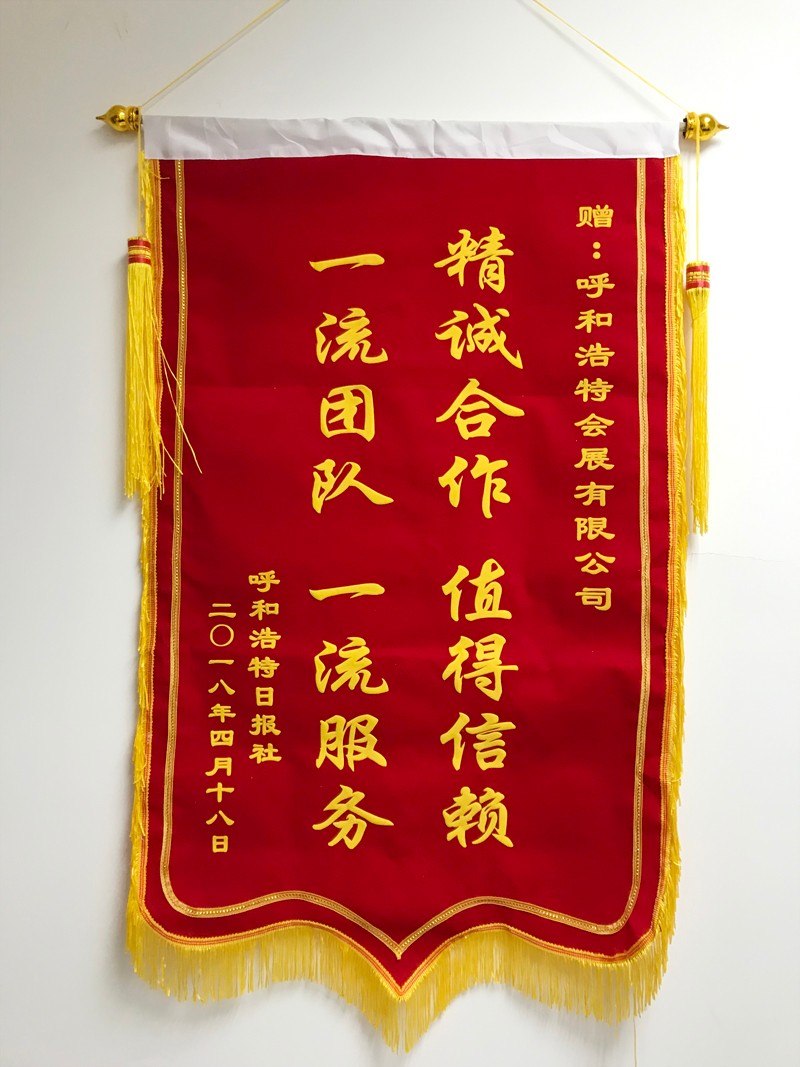 赠：呼和浩特会展有限公司
精诚合作 值得信赖
一流团队 一流服务
呼和浩特日报社
二〇一八年四月十八日